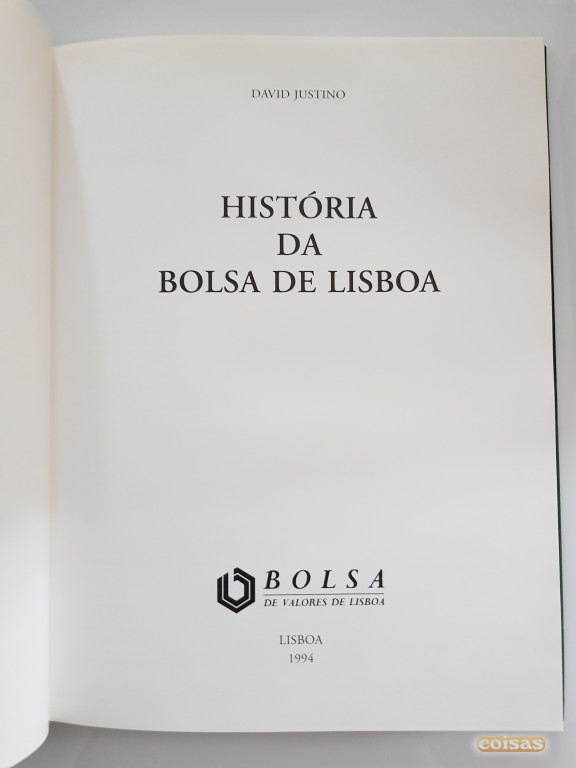 DAVID JUSTINO
HISTÓRIA
DA
BOLSA DE LISBOA
BOLSA
DE VALORES DE LISBOA
LISBOA
1994
coisas